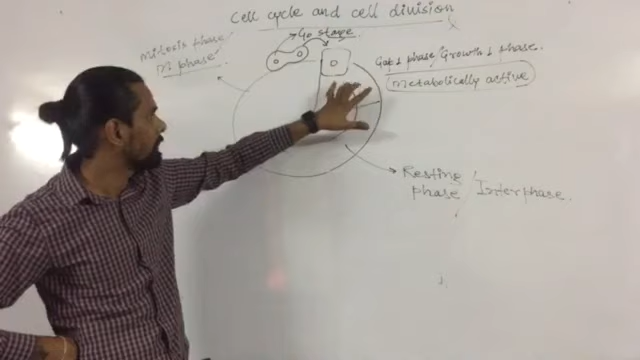 Cell cycle and cell division
Go stage
Mitosis phase/
M phase
Gap 1 phase/Growth 1 phase.
Metabolically active
Resting
phase / Interphase.